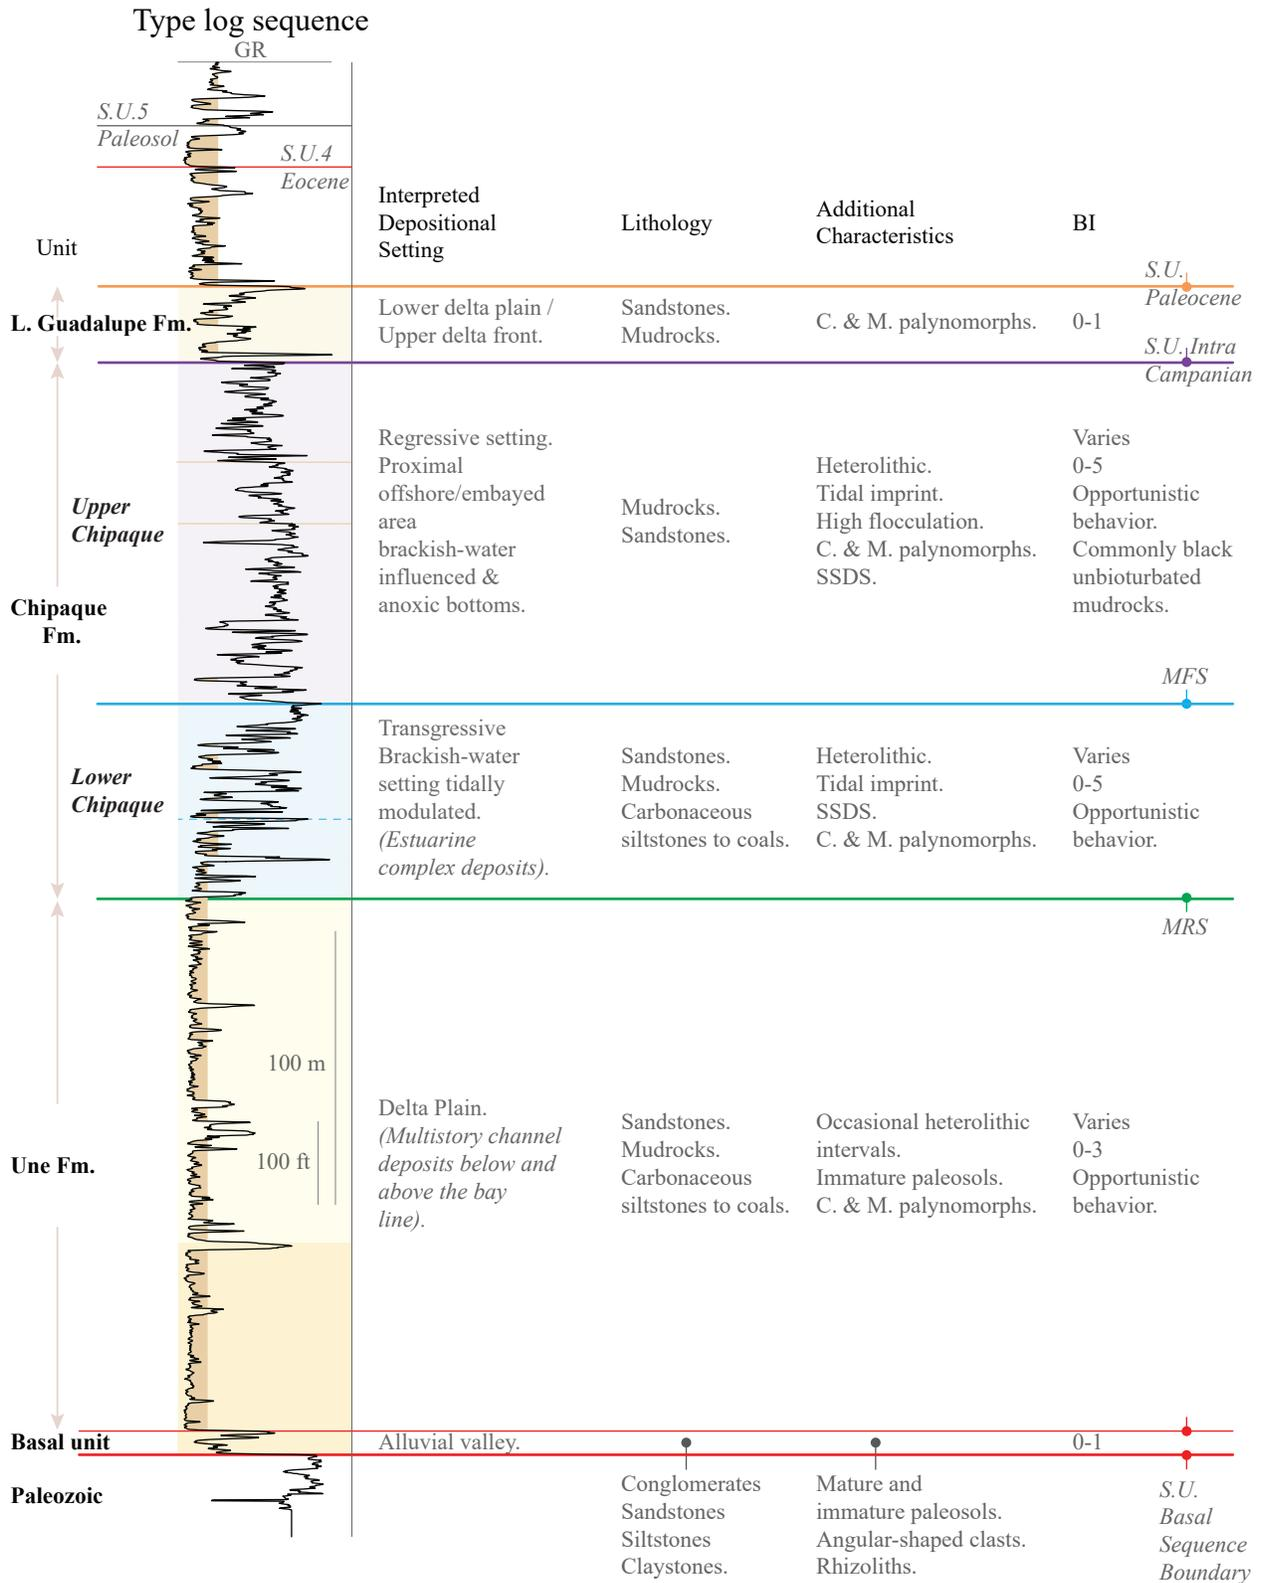 Type log sequence
GR
S.U.5
Paleosol
S.U.4
Eocene
Unit
Interpreted
Depositional
Setting
Lithology
Additional
Characteristics
BI
S.U.
Paleocene
L. Guadalupe Fm.
Lower delta plain /
Upper delta front.
Sandstones.
Mudrocks.
C. & M. palynomorphs.
0-1
S.U. Intra
Campanian
Chipaque
Fm.
Upper
Chipaque
Regressive setting.
Proximal
offshore/embayed
area
brackish-water
influenced &
anoxic bottoms.
Mudrocks.
Sandstones.
Heterolithic.
Tidal imprint.
High flocculation.
C. & M. palynomorphs.
SSDS.
Varies
0-5
Opportunistic
behavior.
Commonly black
unbioturbated
mudrocks.
MFS
Lower
Chipaque
Transgressive
Brackish-water
setting tidally
modulated.
(Estuarine
complex deposits).
Sandstones.
Mudrocks.
Carbonaceous
siltstones to coals.
Heterolithic.
Tidal imprint.
SSDS.
C. & M. palynomorphs.
Varies
0-5
Opportunistic
behavior.
MRS
100 m
100 ft
Une Fm.
Delta Plain.
(Multistory channel
deposits below and
above the bay
line).
Sandstones.
Mudrocks.
Carbonaceous
siltstones to coals.
Occasional heterolithic
intervals.
Immature paleosols.
C. & M. palynomorphs.
Varies
0-3
Opportunistic
behavior.
Basal unit
Alluvial valley.
0-1
Paleozoic
Conglomerates
Sandstones
Siltstones
Claystones.
Mature and
immature paleosols.
Angular-shaped clasts.
Rhizoliths.
S.U.
Basal
Sequence
Boundary